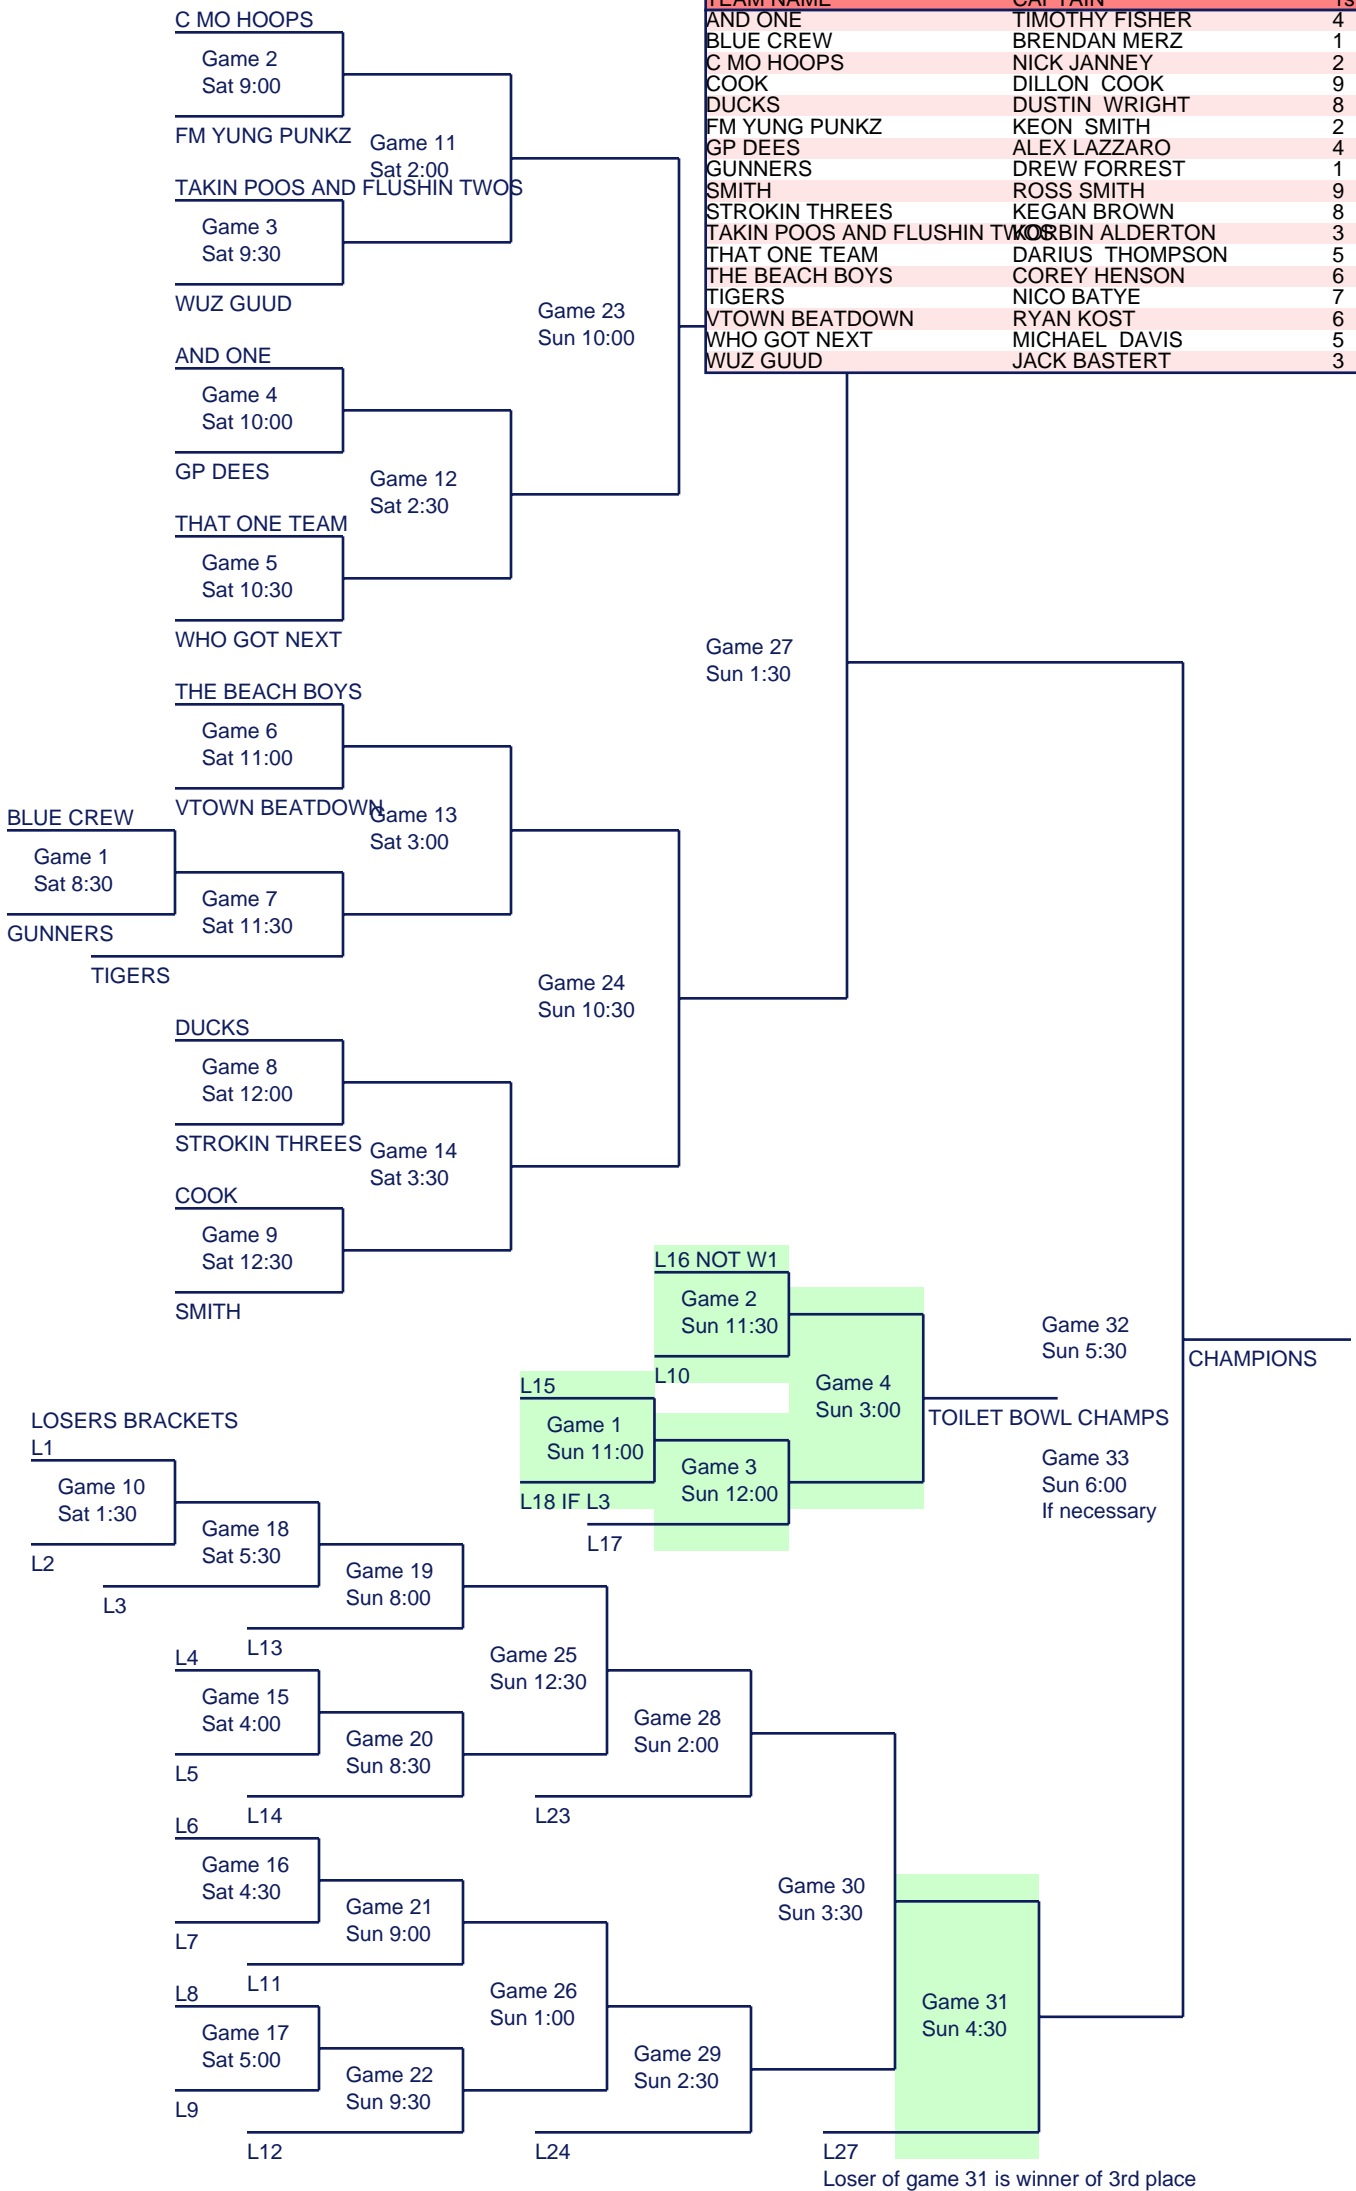 TEAM NAME CAPTAIN 1s
AND ONE TIMOTHY FISHER 4
BLUE CREW BRENDAN MERZ 1
C MO HOOPS NICK JANNEY 2
COOK DILLON  COOK 9
DUCKS DUSTIN  WRIGHT 8
FM YUNG PUNKZ KEON  SMITH 2
GP DEES ALEX LAZZARO 4
GUNNERS DREW FORREST 1
SMITH ROSS SMITH 9
STROKIN THREES KEGAN BROWN 8
TAKIN POOS AND FLUSHIN TWOS KORBIN ALDERTON 3
THAT ONE TEAM DARIUS  THOMPSON 5
THE BEACH BOYS COREY HENSON 6
TIGERS NICO BATYE 7
VTOWN BEATDOWN RYAN KOST 6
WHO GOT NEXT MICHAEL  DAVIS 5
WUZ GUUD JACK BASTERT 3
C MO HOOPS
Game 2
Sat 9:00
FM YUNG PUNKZ
Game 11
Sat 2:00
TAKIN POOS AND FLUSHIN TWOS
Game 3
Sat 9:30
WUZ GUUD
Game 23
Sun 10:00
AND ONE
Game 4
Sat 10:00
GP DEES
Game 12
Sat 2:30
THAT ONE TEAM
Game 5
Sat 10:30
WHO GOT NEXT
Game 27
Sun 1:30
THE BEACH BOYS
Game 6
Sat 11:00
VTOWN BEATDOWN
Game 13
Sat 3:00
BLUE CREW
Game 1
Sat 8:30
GUNNERS
Game 7
Sat 11:30
TIGERS
Game 24
Sun 10:30
DUCKS
Game 8
Sat 12:00
STROKIN THREES
Game 14
Sat 3:30
COOK
Game 9
Sat 12:30
SMITH
L16 NOT W1
Game 2
Sun 11:30
L10
L15
Game 1
Sun 11:00
L18 IF L3
Game 3
Sun 12:00
L17
Game 4
Sun 3:00
TOILET BOWL CHAMPS
Game 32
Sun 5:30
CHAMPIONS
Game 33
Sun 6:00
If necessary
LOSERS BRACKETS
L1
Game 10
Sat 1:30
L2
Game 18
Sat 5:30
L3
Game 19
Sun 8:00
L13
Game 25
Sun 12:30
L4
Game 15
Sat 4:00
L5
Game 20
Sun 8:30
L14
Game 28
Sun 2:00
L23
L6
Game 16
Sat 4:30
L7
Game 21
Sun 9:00
L11
Game 30
Sun 3:30
L8
Game 17
Sat 5:00
L9
Game 22
Sun 9:30
L12
Game 26
Sun 1:00
Game 29
Sun 2:30
L24
Game 31
Sun 4:30
L27
Loser of game 31 is winner of 3rd place